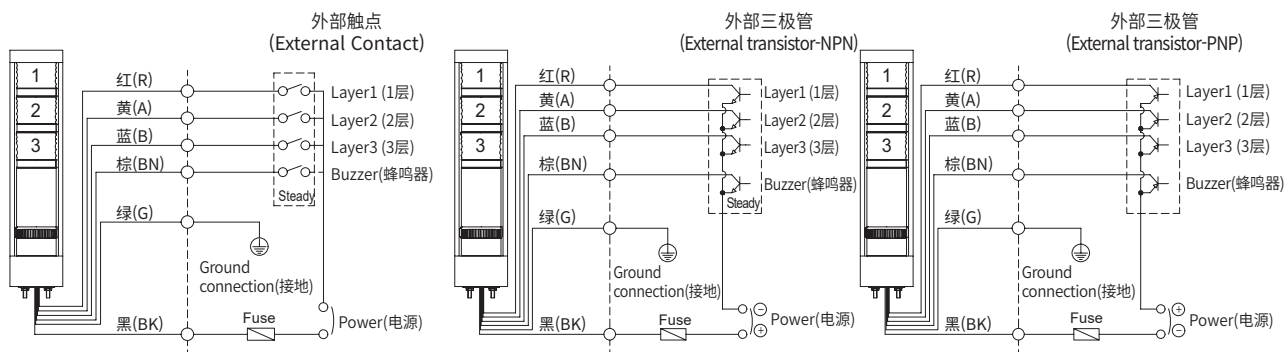 外部触点
(External Contact)
1
2
3
红(R)
黄(A)
蓝(B)
棕(BN)
绿(G)
黑(BK)
Layer1 (1层)
Layer2 (2层)
Layer3 (3层)
Buzzer(蜂鸣器)
Steady
Ground
connection(接地)
Fuse
Power(电源)
外部三极管
(External transistor-NPN)
1
2
3
红(R)
黄(A)
蓝(B)
棕(BN)
绿(G)
黑(BK)
Layer1 (1层)
Layer2 (2层)
Layer3 (3层)
Buzzer(蜂鸣器)
Steady
Ground
connection(接地)
Fuse
−
+
Power(电源)
外部三极管
(External transistor-PNP)
1
2
3
红(R)
黄(A)
蓝(B)
棕(BN)
绿(G)
黑(BK)
Layer1 (1层)
Layer2 (2层)
Layer3 (3层)
Buzzer(蜂鸣器)
Ground
connection(接地)
Fuse
+
−
Power(电源)